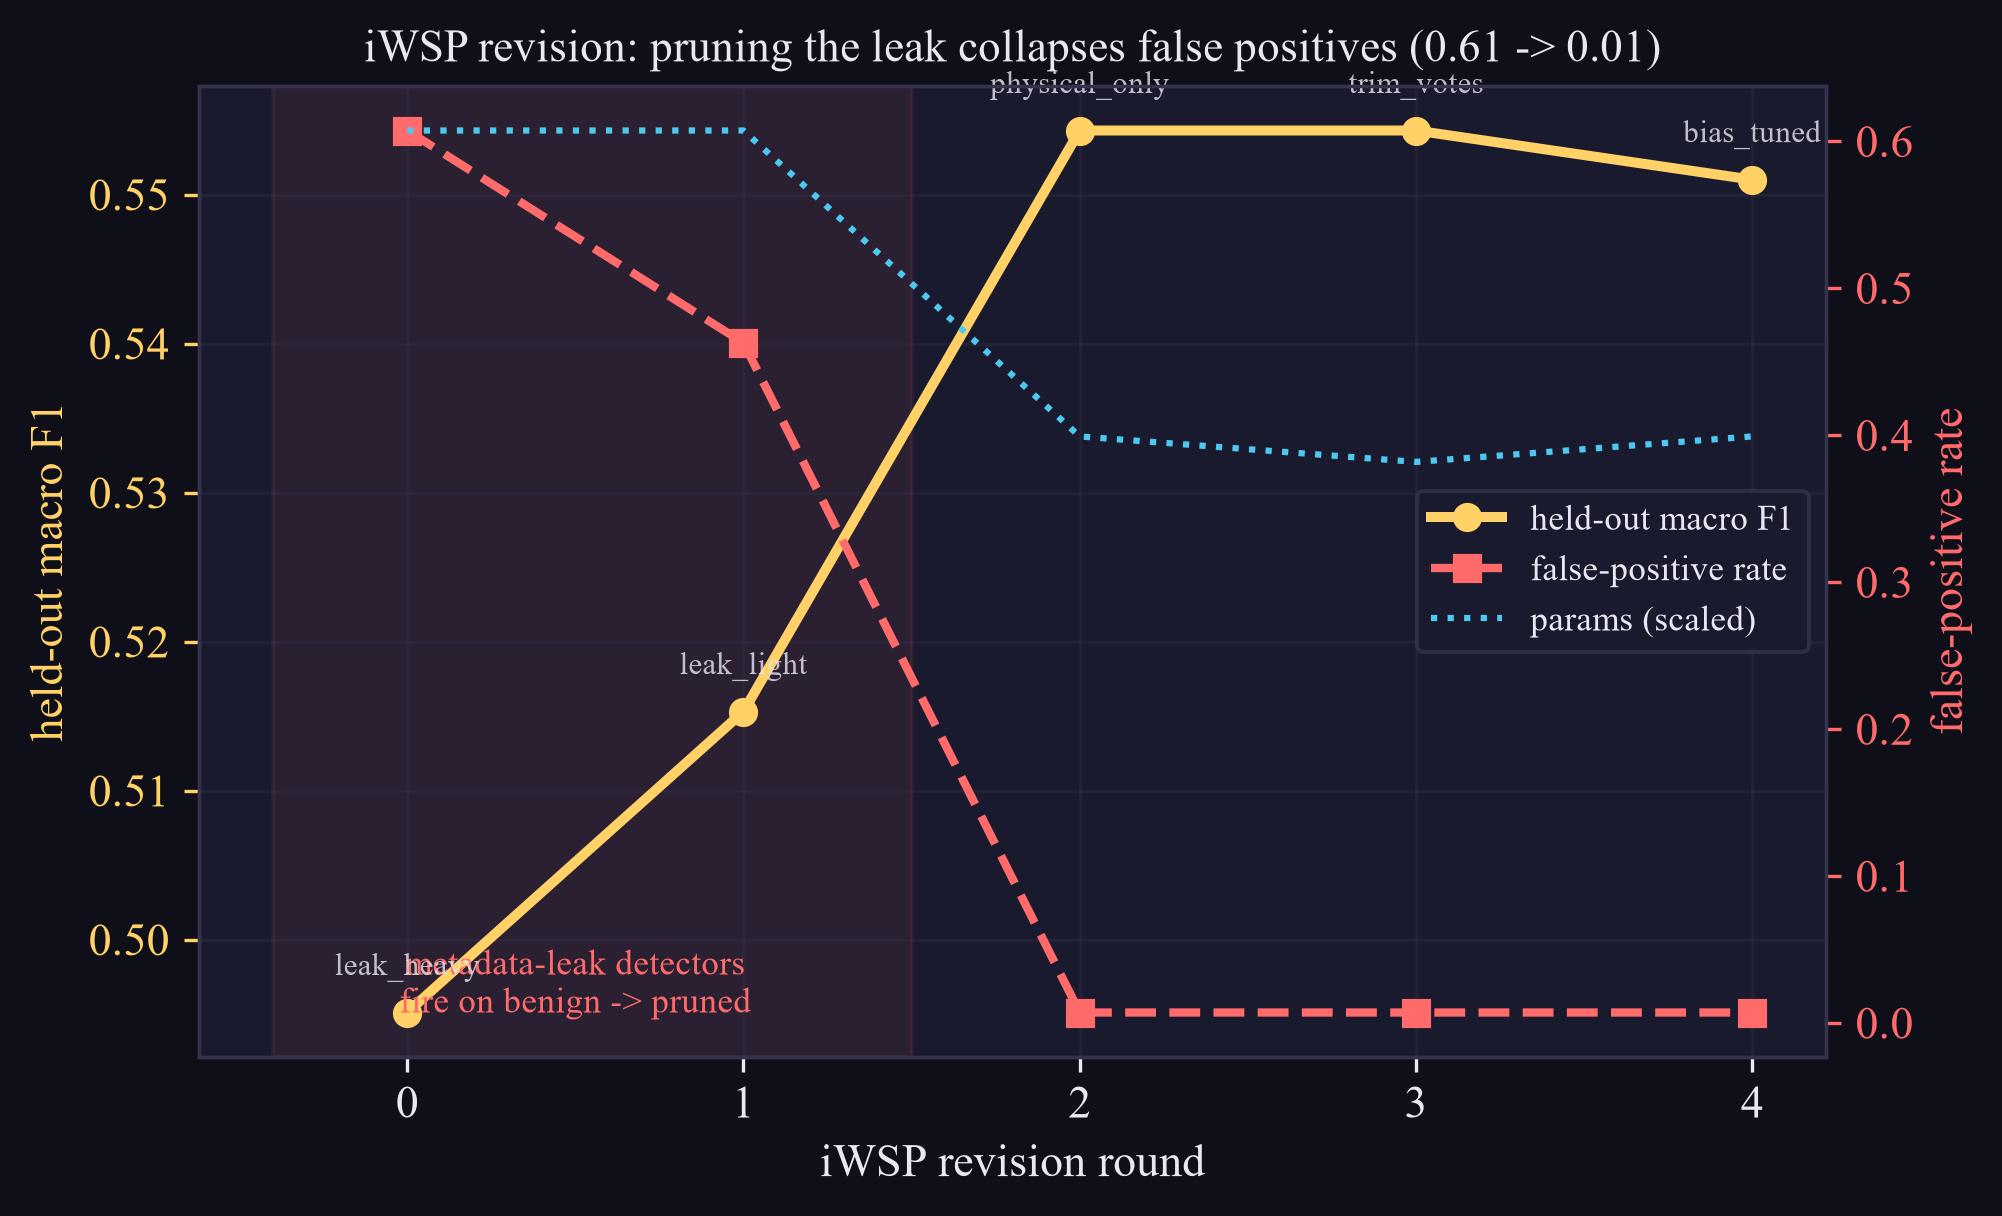 iWSP revision: pruning the leak collapses false positives (0.61 -> 0.01)
physical_only
trim_votes
bias_tuned
leak_light
leak_heavy
metadata-leak detectors
fire on benign -> pruned
held-out macro F1
false-positive rate
params (scaled)
0.55
0.54
0.53
0.52
0.51
0.50
held-out macro F1
0.6
0.5
0.4
0.3
0.2
0.1
0.0
false-positive rate
0
1
2
3
4
iWSP revision round